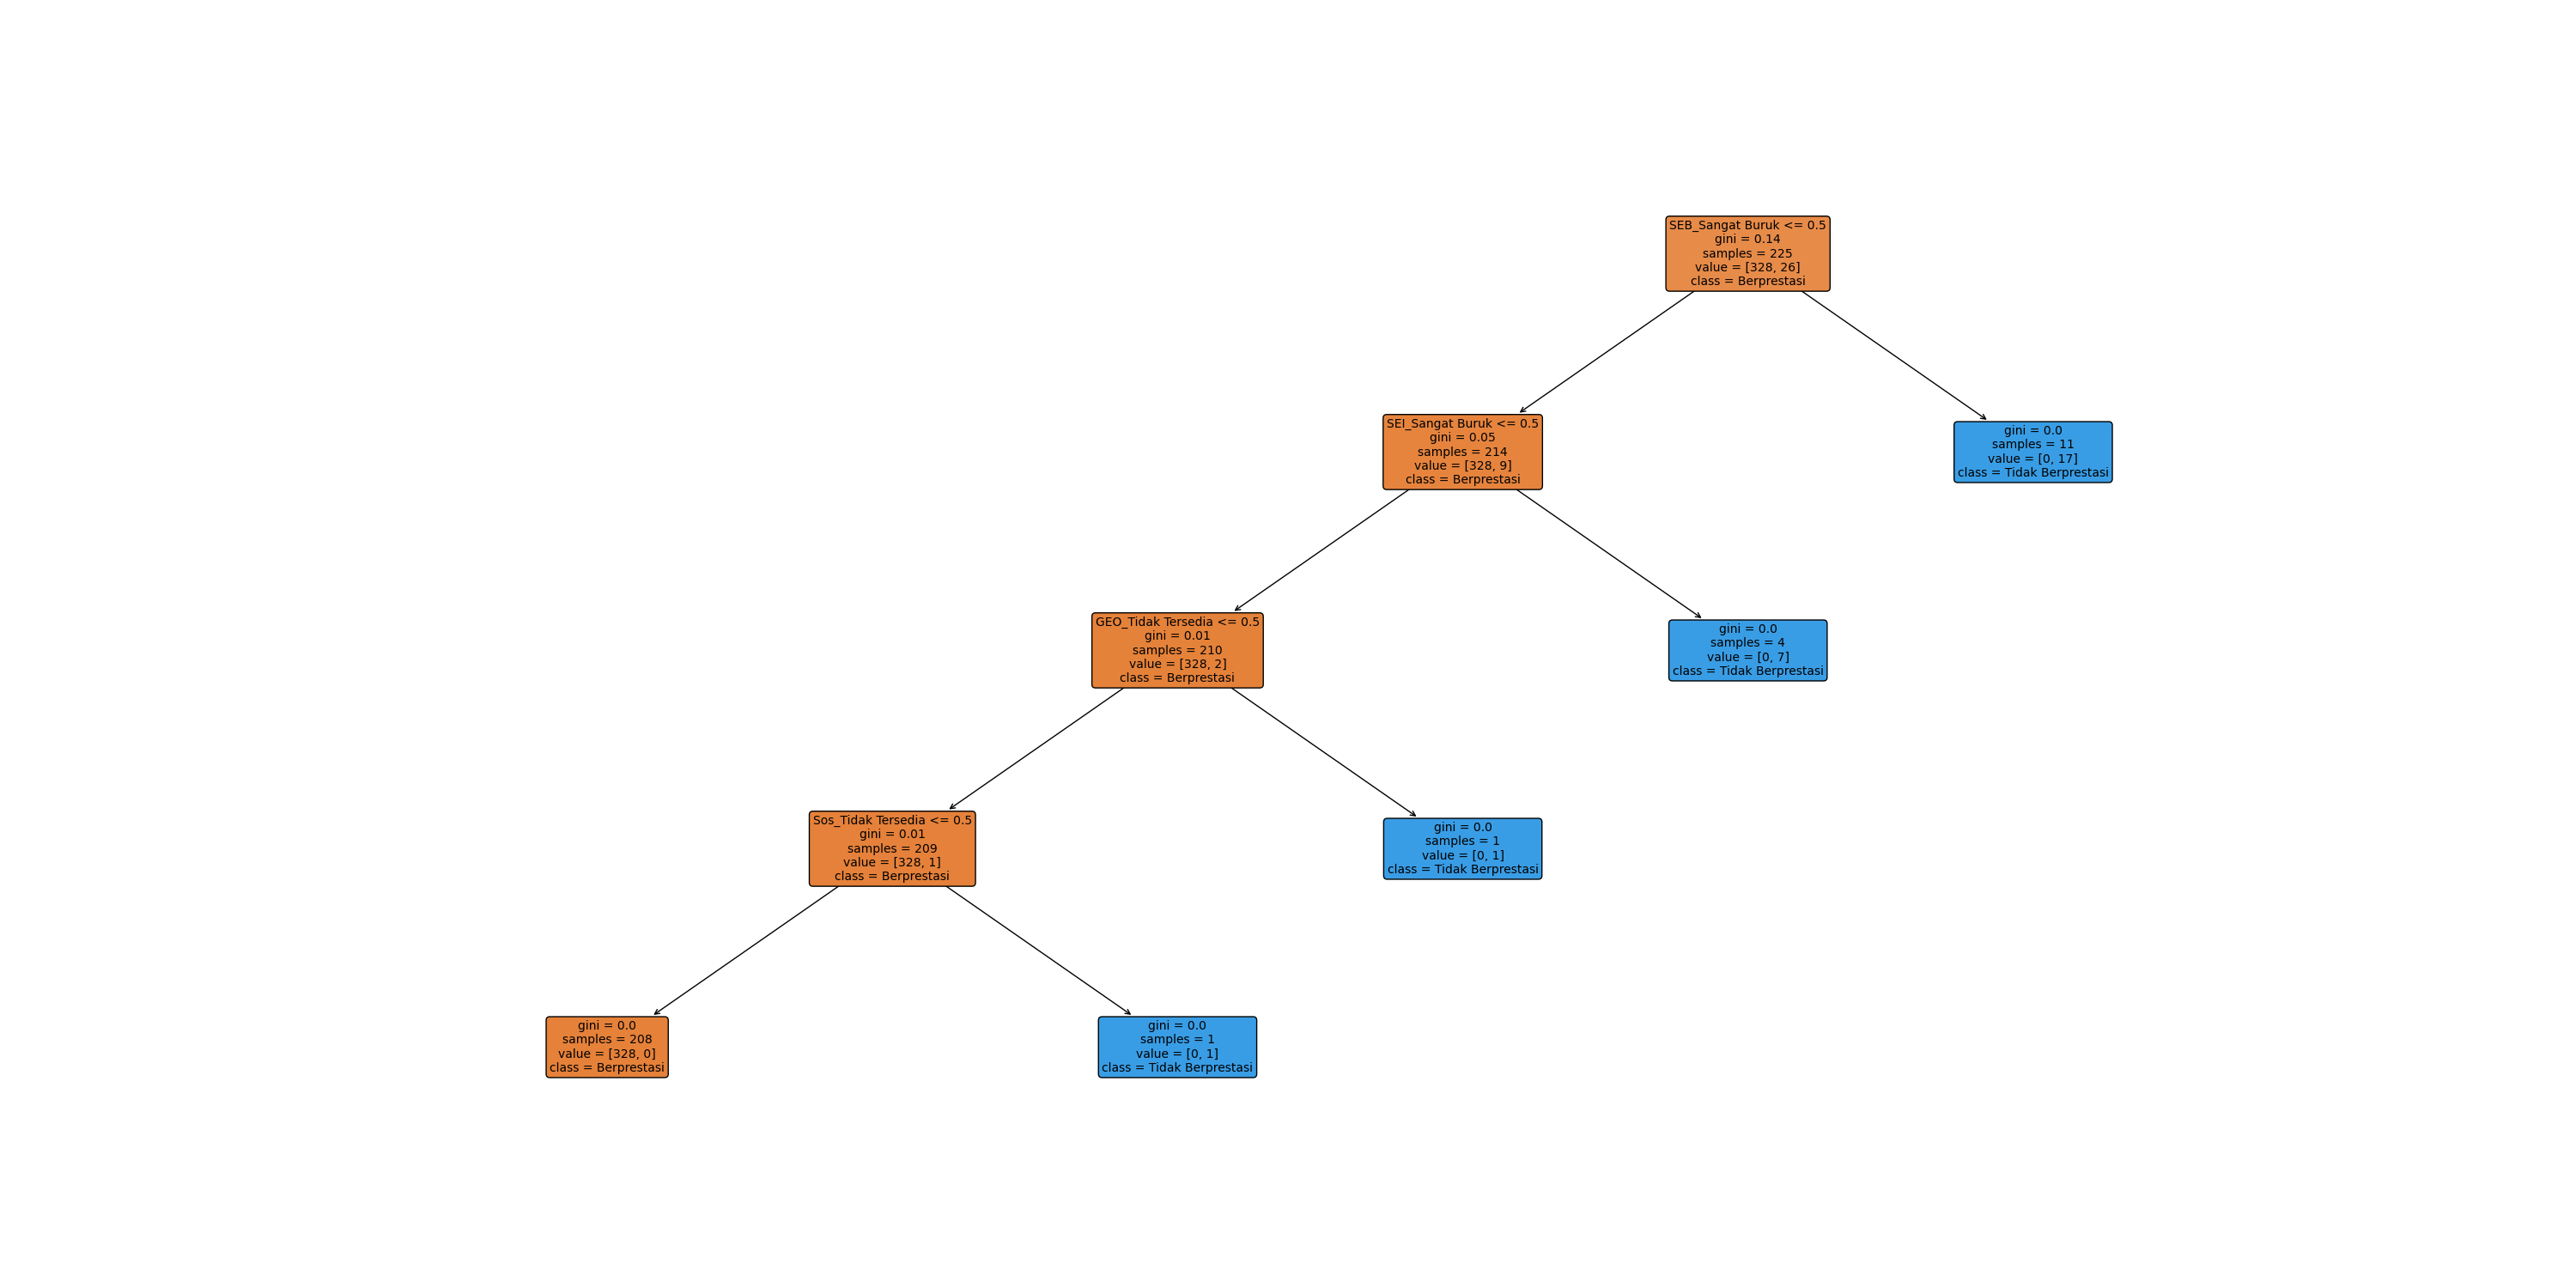 SEB_Sangat Buruk <= 0.5
gini = 0.14
samples = 225
value = [328, 26]
class = Berprestasi
SEI_Sangat Buruk <= 0.5
gini = 0.05
samples = 214
value = [328, 9]
class = Berprestasi
gini = 0.0
samples = 11
value = [0, 17]
class = Tidak Berprestasi
GEO_Tidak Tersedia <= 0.5
gini = 0.01
samples = 210
value = [328, 2]
class = Berprestasi
gini = 0.0
samples = 4
value = [0, 7]
class = Tidak Berprestasi
Sos_Tidak Tersedia <= 0.5
gini = 0.01
samples = 209
value = [328, 1]
class = Berprestasi
gini = 0.0
samples = 1
value = [0, 1]
class = Tidak Berprestasi
gini = 0.0
samples = 208
value = [328, 0]
class = Berprestasi
gini = 0.0
samples = 1
value = [0, 1]
class = Tidak Berprestasi